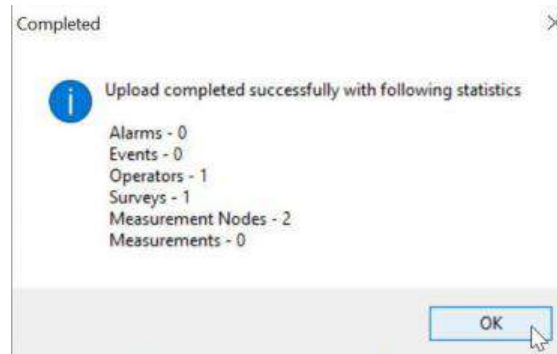 Completed
Upload completed successfully with following statistics
Alarms - 0
Events - 0
Operators - 1
Surveys - 1
Measurement Nodes - 2
Measurements - 0
OK